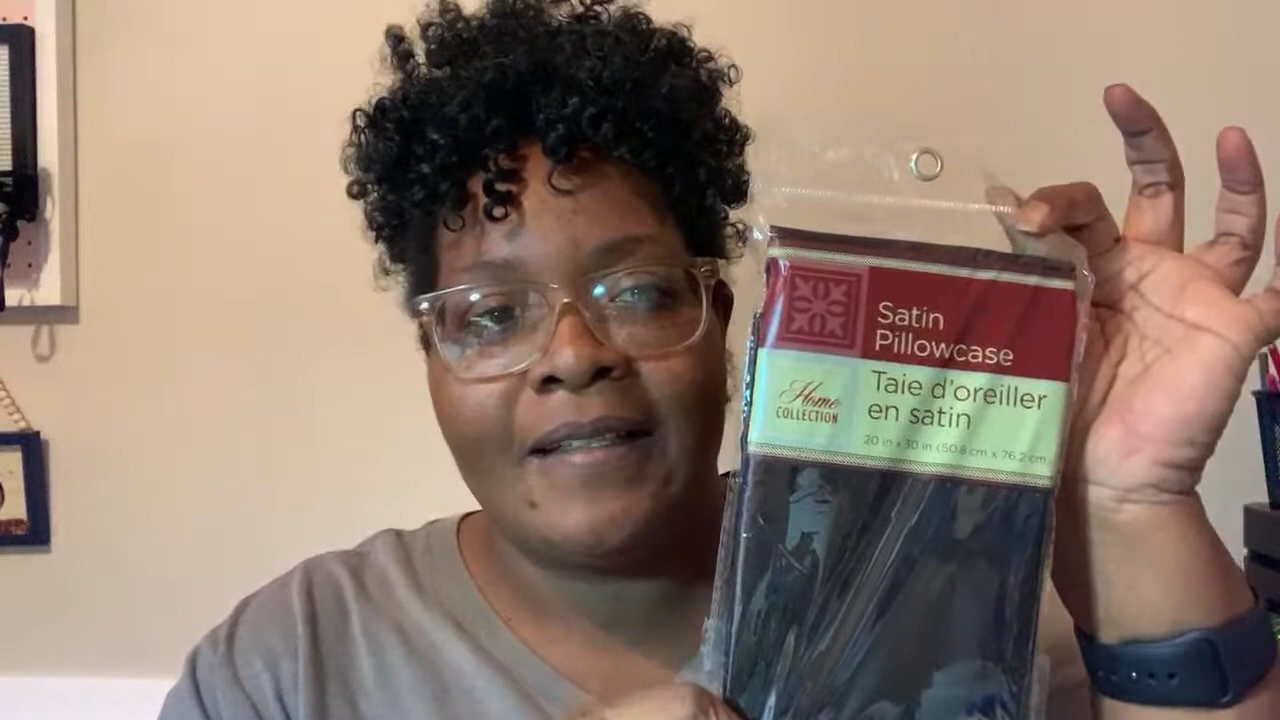 Satin
Pillowcase
Home
COLLECTION
Taie d'oreiller
en satin
20 in x 30 in (50.8 cm x 76.2 cm